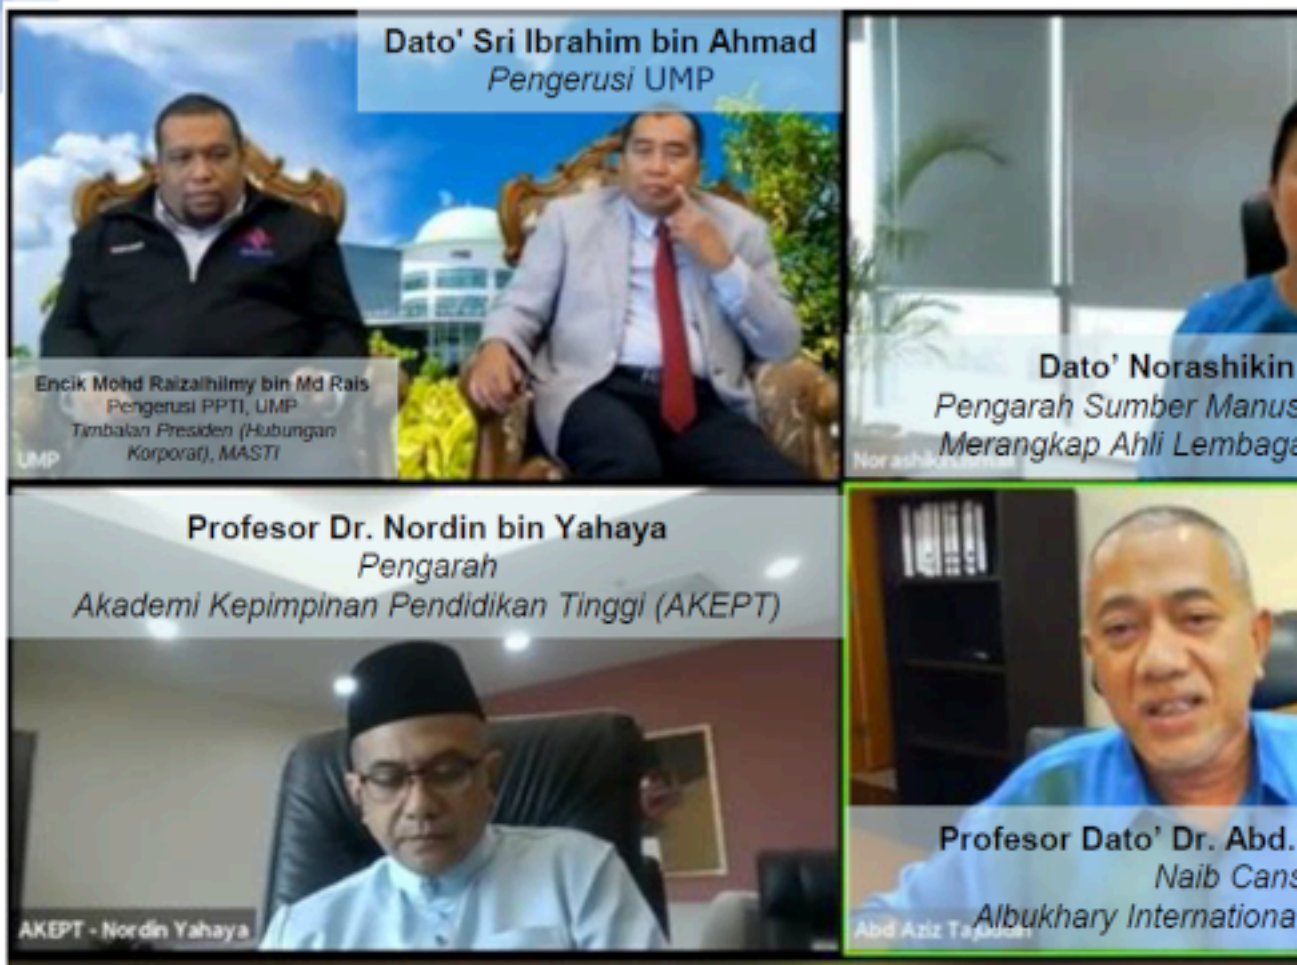 Dato' Sri Ibrahim bin Ahmad
Pengerusi UMP
Encik Mohd Raizalhilmy bin Md Rais
Pengerusi PPTI, UMP
Timbalan Presiden (Hubungan
Korporat), MASTI
UMP
Dato' Norashikin
Pengarah Sumber Manus
Merangkap Ahli Lembaga
Profesor Dr. Nordin bin Yahaya
Pengarah
Akademi Kepimpinan Pendidikan Tinggi (AKEPT)
AKEPT - Nordin Yahaya
Profesor Dato' Dr. Abd.
Naib Cans
Albukhary Internationa
Abd Aziz